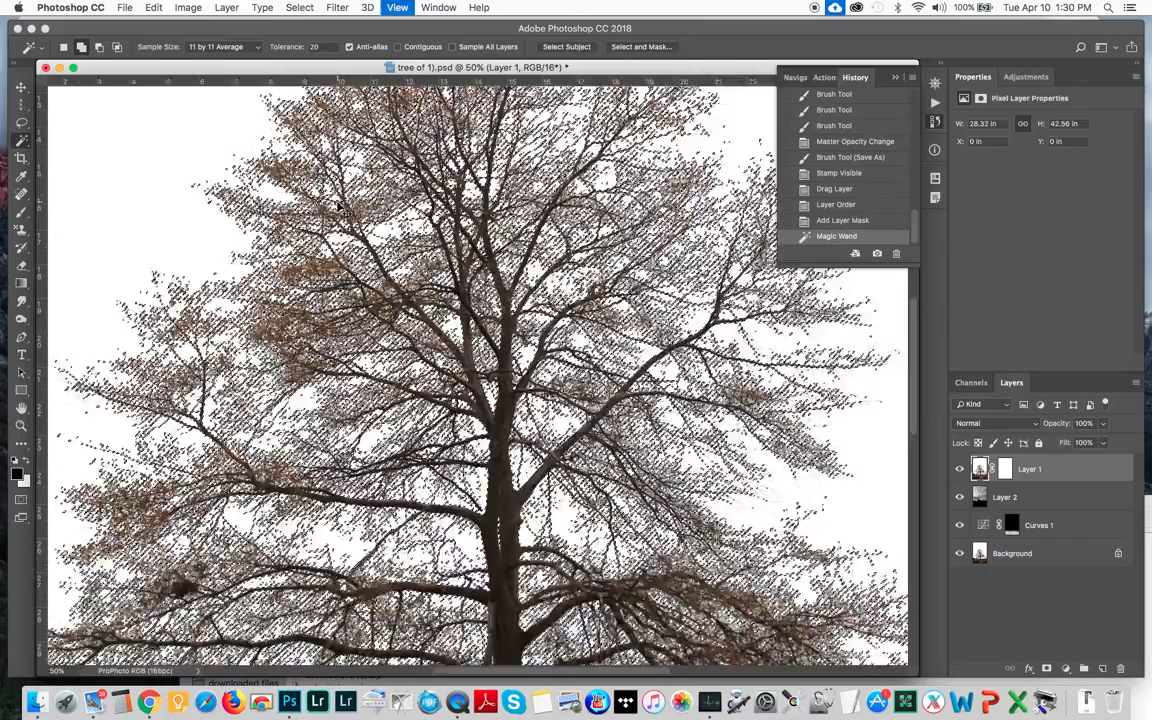 Photoshop CC File Edit Image Layer Type Select Filter 3D View Window Help 100% Tue Apr 10 1:30 PM
Adobe Photoshop CC 2018
Sample Size: 11 by 11 Average Tolerance: 20 Anti-alias Contiguous Sample All Layers Select Subject Select and Mask...
tree of 1).psd @ 50% (Layer 1, RGB/16*) *
Naviga Action History
Brush Tool
Brush Tool
Brush Tool
Master Opacity Change
Brush Tool (Save As)
Stamp Visible
Drag Layer
Layer Order
Add Layer Mask
Magic Wand
Properties Adjustments
Pixel Layer Properties
W: 28.32 in H: 42.56 in
X: 0 in Y: 0 in
Channels Layers
Kind
Normal Opacity: 100%
Lock: Fill: 100%
Layer 1
Layer 2
Curves 1
Background
50% ProPhoto RGB (16bpc)
downloaded files